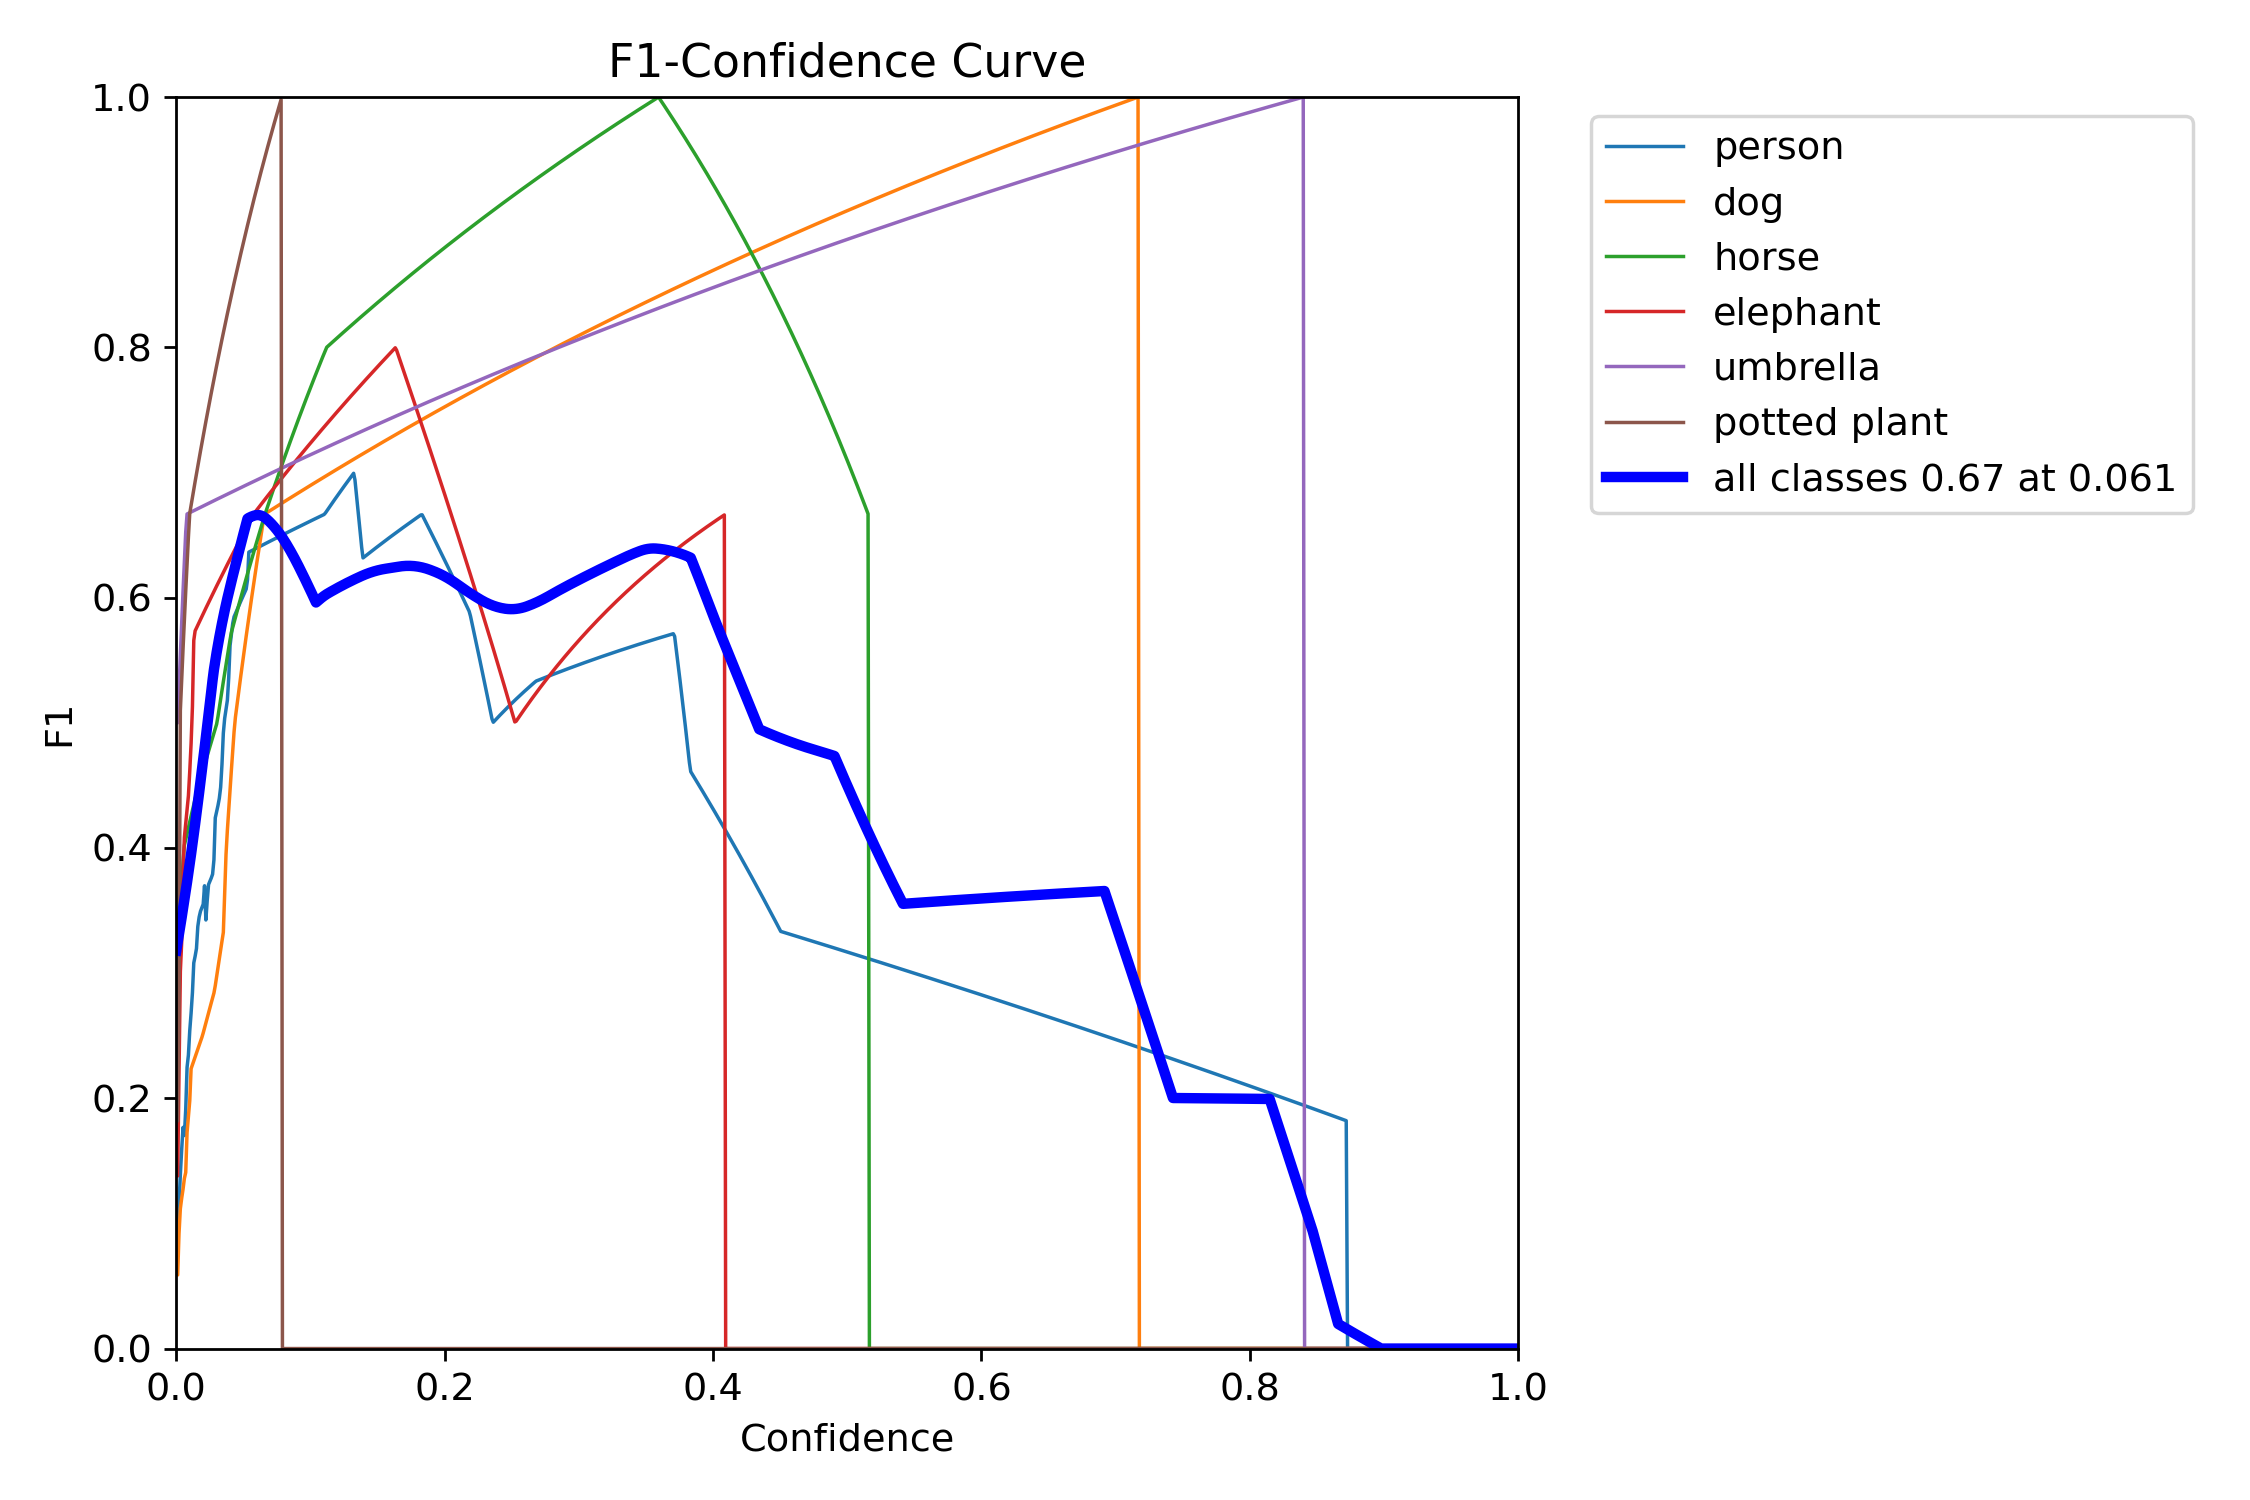 F1-Confidence Curve
1.0
0.8
0.6
0.4
0.2
0.0
F1
0.0 0.2 0.4 0.6 0.8 1.0
Confidence
person
dog
horse
elephant
umbrella
potted plant
all classes 0.67 at 0.061